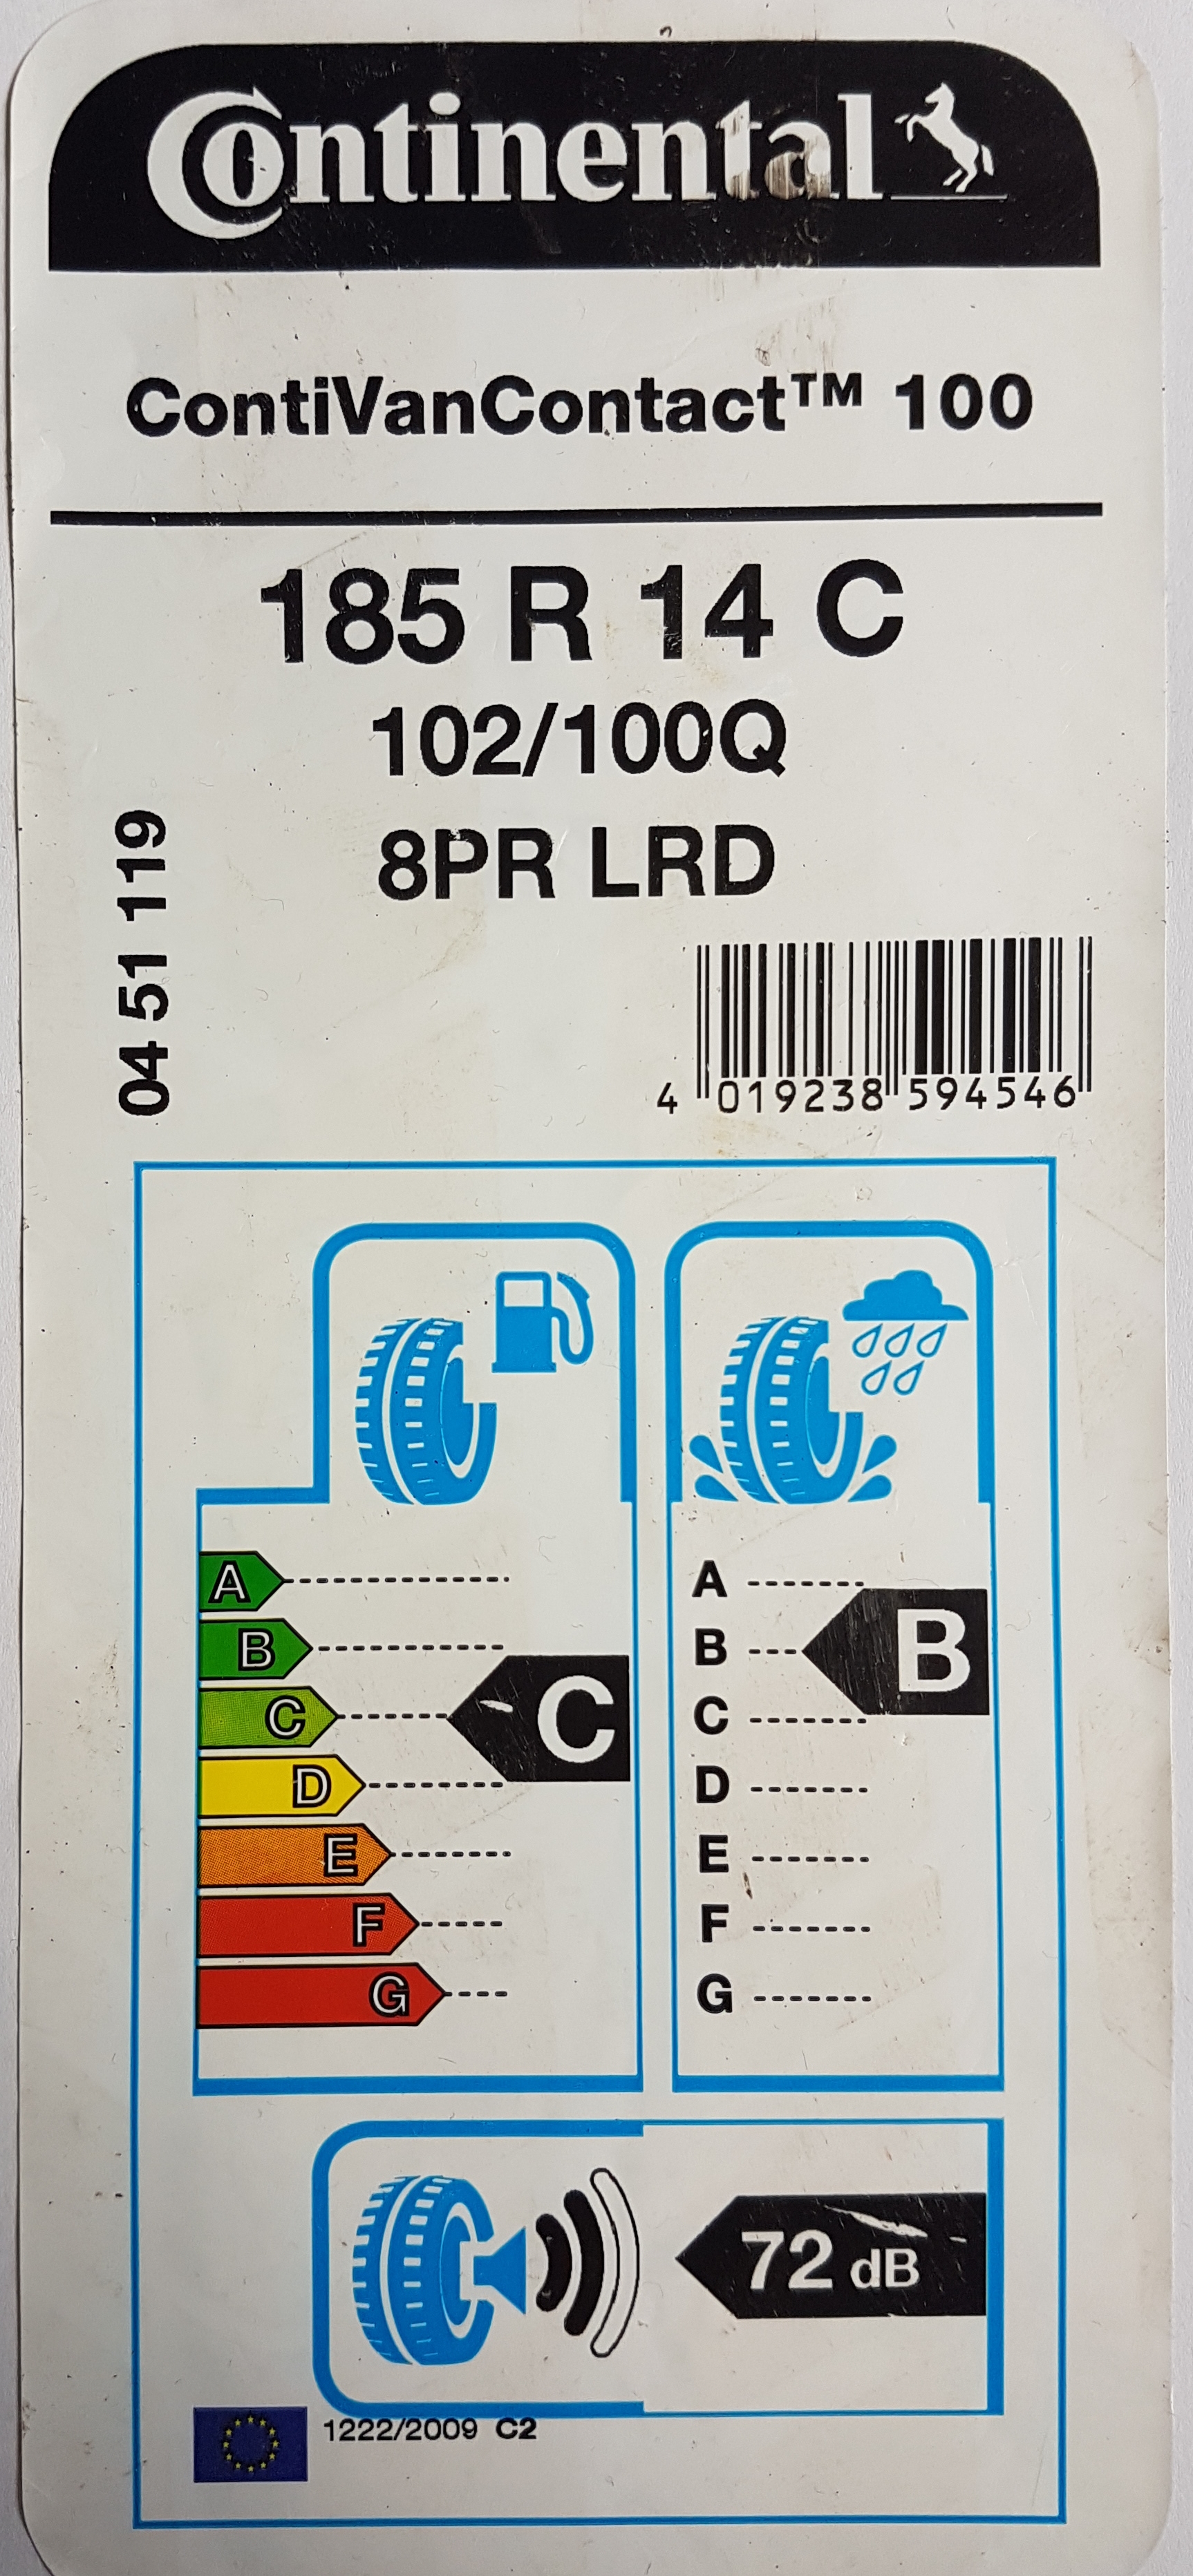 Continental
ContiVanContact™ 100
185 R 14 C
102/100Q
8PR LRD
04 51 119
4 019238 594546
A
B
C
D
E
F
G
C
A
B
C
D
E
F
G
B
72 dB
1222/2009 C2